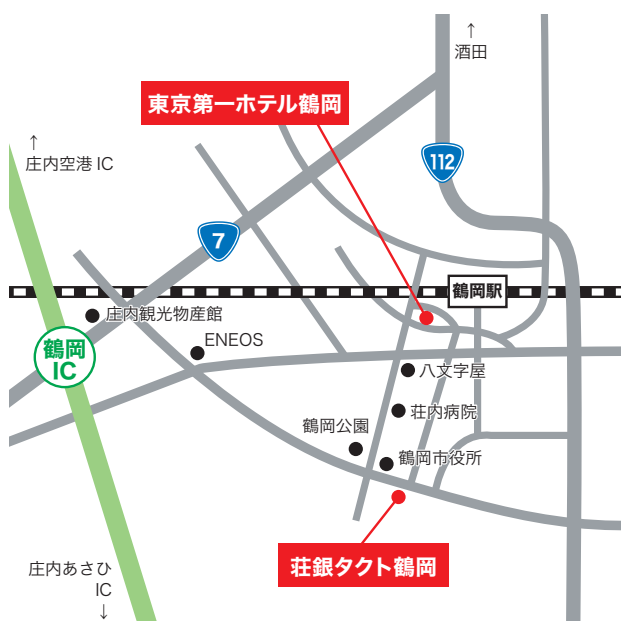 ↑
酒田
東京第一ホテル鶴岡
↑
庄内空港 IC
112
7
鶴岡駅
庄内観光物産館
ENEOS
鶴岡
IC
八文字屋
荘内病院
鶴岡公園
鶴岡市役所
荘銀タクト鶴岡
庄内あさひ
IC
↓